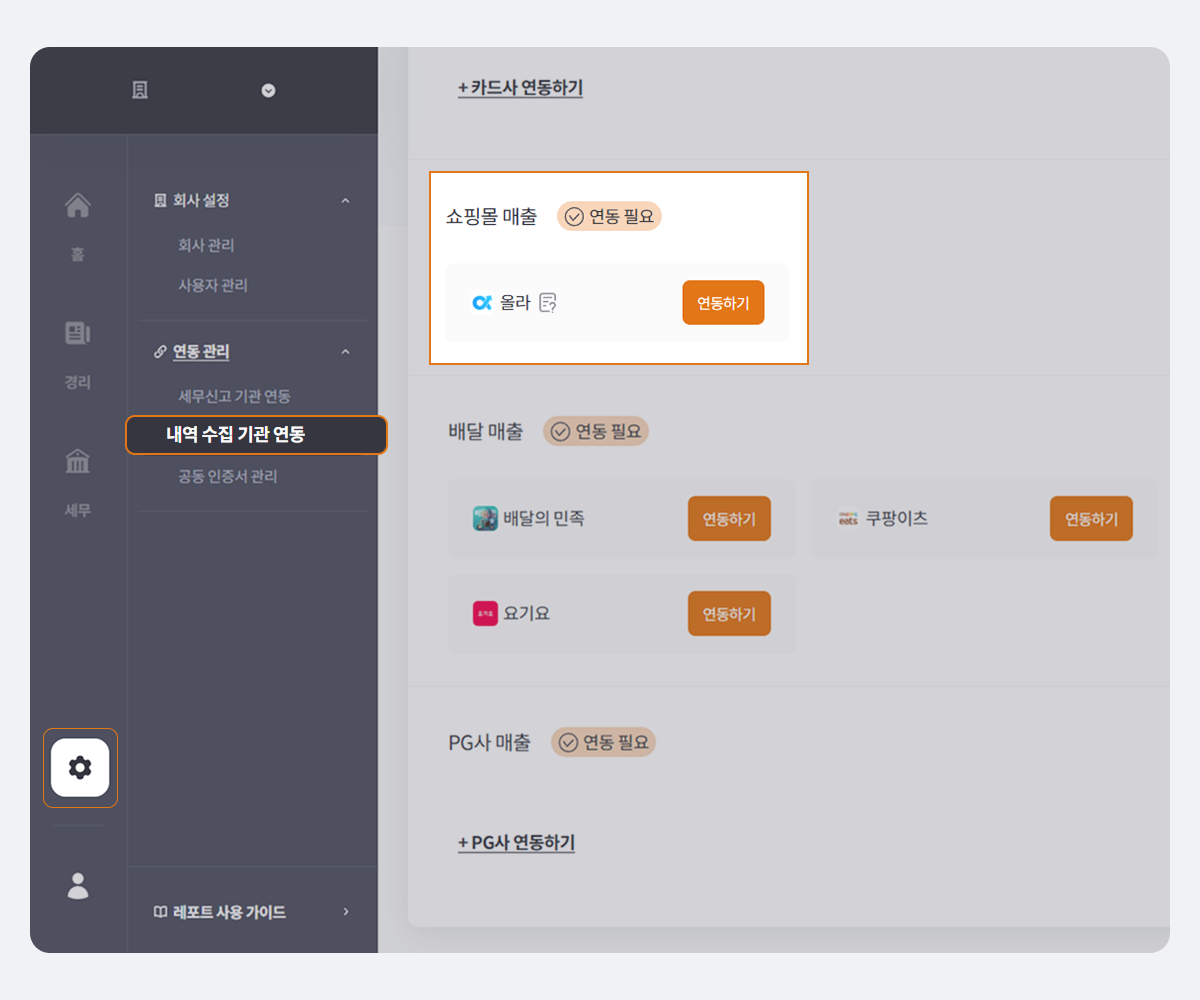 홈
경리
세무
회사 설정
회사 관리
사용자 관리
연동 관리
세무신고 기관 연동
내역 수집 기관 연동
공동 인증서 관리
레포트 사용 가이드
+ 카드사 연동하기
쇼핑몰 매출 연동 필요
올라 연동하기
배달 매출 연동 필요
배달의 민족 연동하기
eats 쿠팡이츠 연동하기
요기요 요기요 연동하기
PG사 매출 연동 필요
+ PG사 연동하기